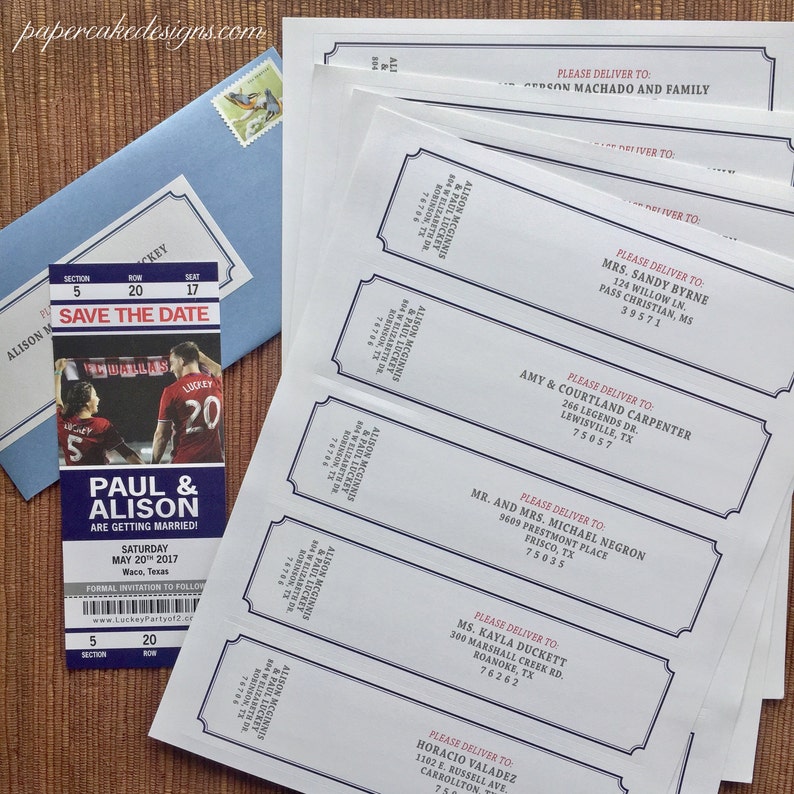 papercakedesigns.com
SECTION ROW SEAT
5 20 17
SAVE THE DATE
FC DALLAS
LUCKEY
5
LUCKEY
20
PAUL &
ALISON
ARE GETTING MARRIED!
SATURDAY
MAY 20TH 2017
Waco, Texas
FORMAL INVITATION TO FOLLOW
www.LuckeyPartyof2.com
5 20
SECTION ROW
ALISON M
PLEASE DELIVER TO:
GERSON MACHADO AND FAMILY
PLEASE DELIVER TO:
PLEASE DELIVER TO:
ALISON MCGINNIS
& PAUL LUCKEY
804 W ELIZABETH DR.
ROBINSON, TX
76706
PLEASE DELIVER TO:
MRS. SANDY BYRNE
124 WILLOW LN.
PASS CHRISTIAN, MS
39571
ALISON MCGINNIS
& PAUL LUCKEY
804 W ELIZABETH DR.
ROBINSON, TX
76706
PLEASE DELIVER TO:
AMY & COURTLAND CARPENTER
266 LEGENDS DR.
LEWISVILLE, TX
75057
ALISON MCGINNIS
& PAUL LUCKEY
804 W ELIZABETH DR.
ROBINSON, TX
76706
PLEASE DELIVER TO:
MR. AND MRS. MICHAEL NEGRON
9609 PRESTMONT PLACE
FRISCO, TX
75035
ALISON MCGINNIS
& PAUL LUCKEY
804 W ELIZABETH DR.
ROBINSON, TX
76706
PLEASE DELIVER TO:
MS. KAYLA DUCKETT
300 MARSHALL CREEK RD.
ROANOKE, TX
76262
ALISON MCGINNIS
& PAUL LUCKEY
804 W ELIZABETH DR.
ROBINSON, TX
76706
PLEASE DELIVER TO:
HORACIO VALADEZ
1102 E. RUSSELL AVE.
CARROLLTON, TX